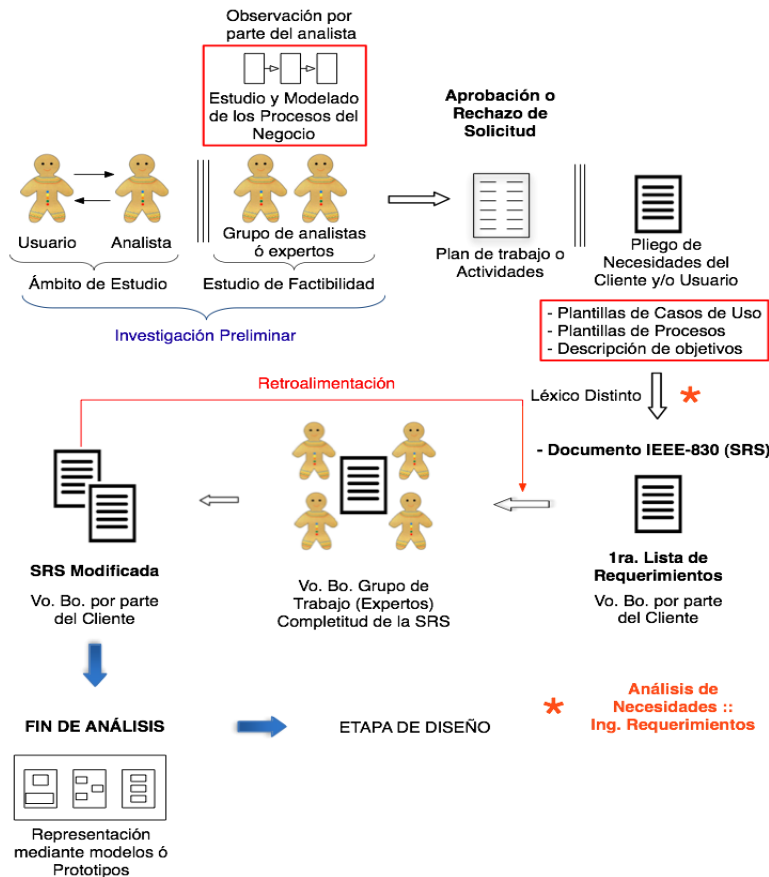 Observación por
parte del analista
Estudio y Modelado
de los Procesos del
Negocio
Aprobación o
Rechazo de
Solicitud
Usuario
Analista
Grupo de analistas
ó expertos
Plan de trabajo o
Actividades
Pliego de
Necesidades del
Cliente y/o Usuario
Ámbito de Estudio
Estudio de Factibilidad
Investigación Preliminar
- Plantillas de Casos de Uso
- Plantillas de Procesos
- Descripción de objetivos
Retroalimentación
Léxico Distinto
*
- Documento IEEE-830 (SRS)
SRS Modificada
Vo. Bo. por parte
del Cliente
Vo. Bo. Grupo de
Trabajo (Expertos)
Completitud de la SRS
1ra. Lista de
Requerimientos
Vo. Bo. por parte
del Cliente
FIN DE ANÁLISIS
ETAPA DE DISEÑO
*
Análisis de
Necesidades ::
Ing. Requerimientos
Representación
mediante modelos ó
Prototipos